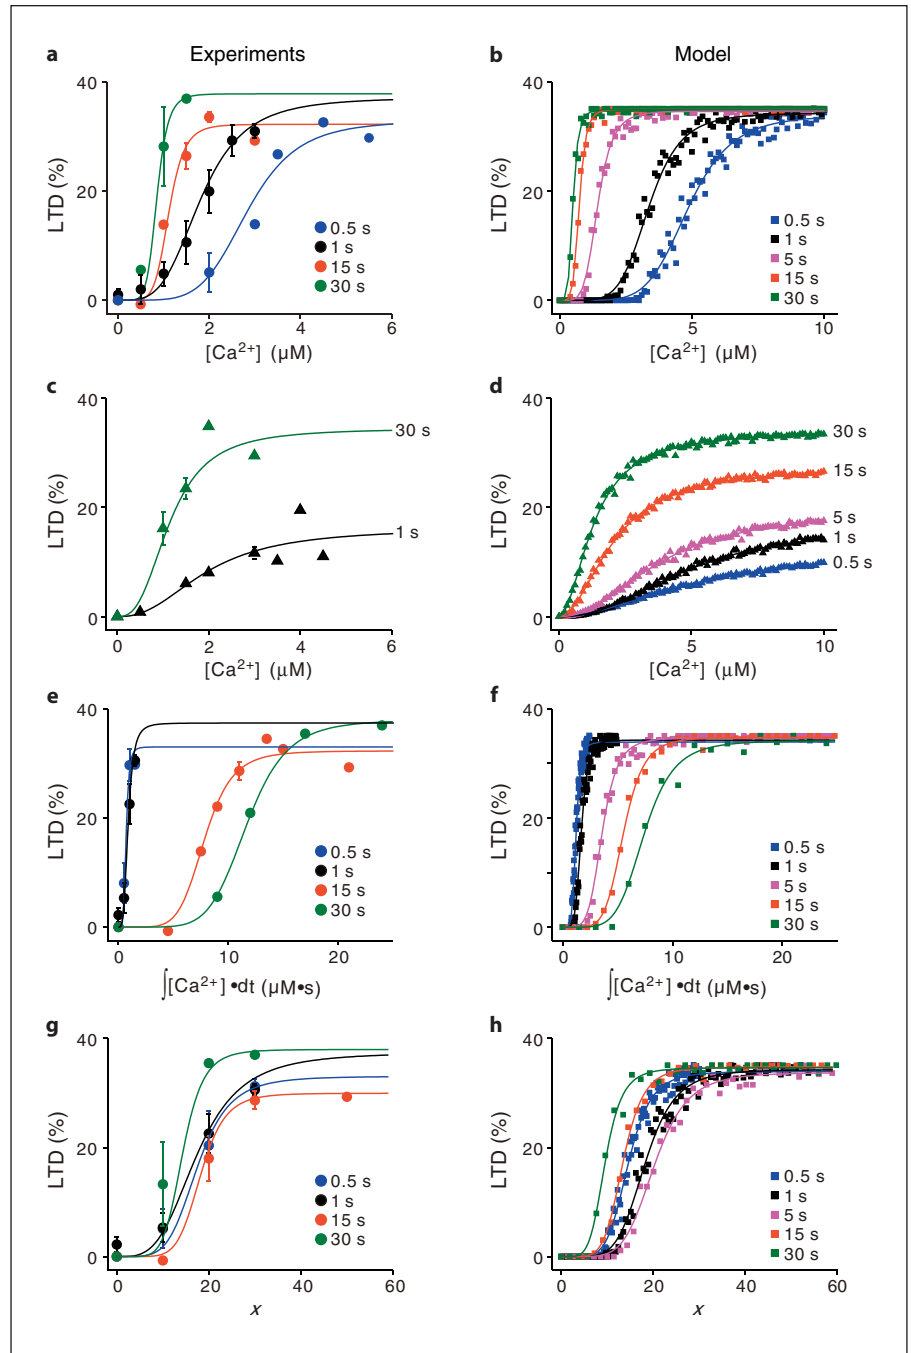 a Experiments
40
20
0
LTD (%)
0.5 s
1 s
15 s
30 s
0 2 4 6
[Ca²⁺] (µM)
b Model
40
20
0
LTD (%)
0.5 s
1 s
5 s
15 s
30 s
0 5 10
[Ca²⁺] (µM)
c
40
20
0
LTD (%)
30 s
1 s
0 2 4 6
[Ca²⁺] (µM)
d
40
20
0
LTD (%)
30 s
15 s
5 s
1 s
0.5 s
0 5 10
[Ca²⁺] (µM)
e
40
20
0
LTD (%)
0.5 s
1 s
15 s
30 s
0 10 20
∫[Ca²⁺] •dt (µM•s)
f
40
20
0
LTD (%)
0.5 s
1 s
5 s
15 s
30 s
0 10 20
∫[Ca²⁺] •dt (µM•s)
g
40
20
0
LTD (%)
0.5 s
1 s
15 s
30 s
0 20 40 60
x
h
40
20
0
LTD (%)
0.5 s
1 s
5 s
15 s
30 s
0 20 40 60
x